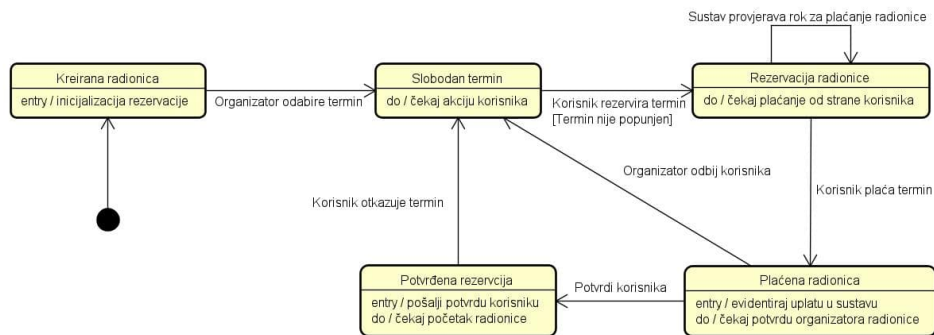 Sustav provjerava rok za plaćanje radionice
Kreirana radionica
entry / inicijalizacija rezervacije
Organizator odabire termin
Slobodan termin
do / čekaj akciju korisnika
Korisnik rezervira termin
[Termin nije popunjen]
Rezervacija radionice
do / čekaj plaćanje od strane korisnika
Organizator odbij korisnika
Korisnik plaća termin
Korisnik otkazuje termin
Potvrđena rezervcija
entry / pošalji potvrdu korisniku
do / čekaj početak radionice
Potvrdi korisnika
Plaćena radionica
entry / evidentiraj uplatu u sustavu
do / čekaj potvrdu organizatora radionice